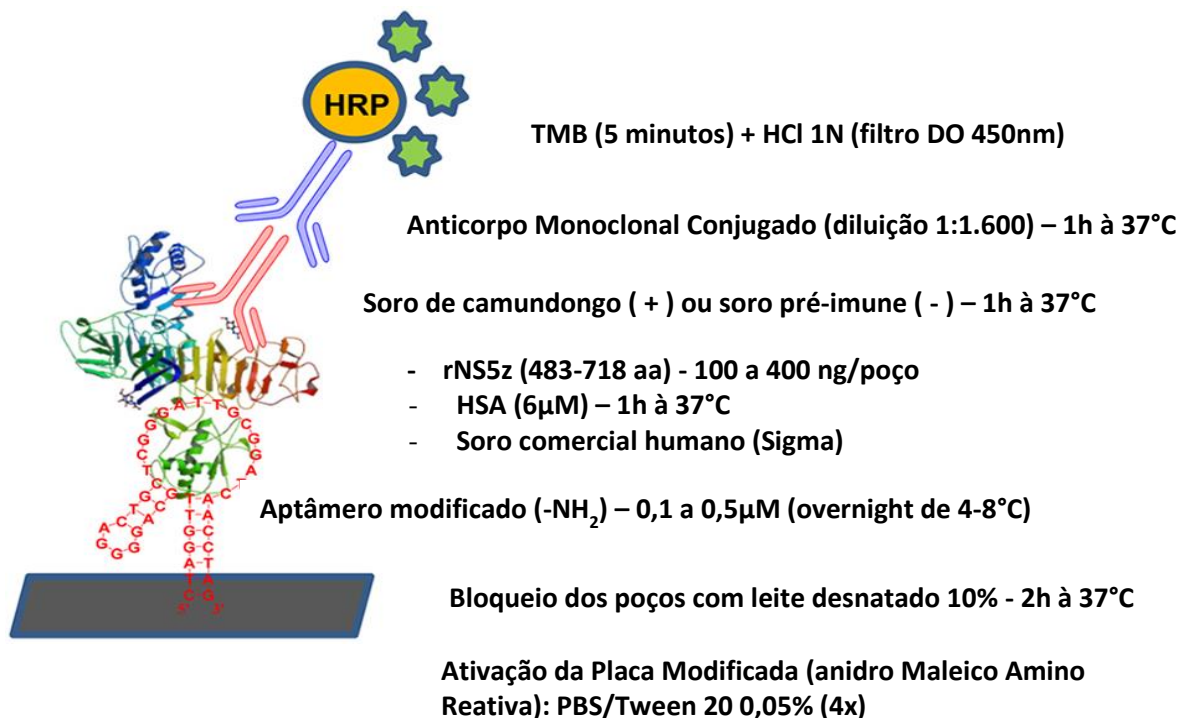 HRP
TMB (5 minutos) + HCl 1N (filtro DO 450nm)
Anticorpo Monoclonal Conjugado (diluição 1:1.600) – 1h à 37°C
Soro de camundongo ( + ) ou soro pré-imune ( - ) – 1h à 37°C
- rNS5z (483-718 aa) - 100 a 400 ng/poço
- HSA (6µM) – 1h à 37°C
- Soro comercial humano (Sigma)
Aptâmero modificado (-NH₂) – 0,1 a 0,5µM (overnight de 4-8°C)
Bloqueio dos poços com leite desnatado 10% - 2h à 37°C
5' 3'
Ativação da Placa Modificada (anidro Maleico Amino
Reativa): PBS/Tween 20 0,05% (4x)